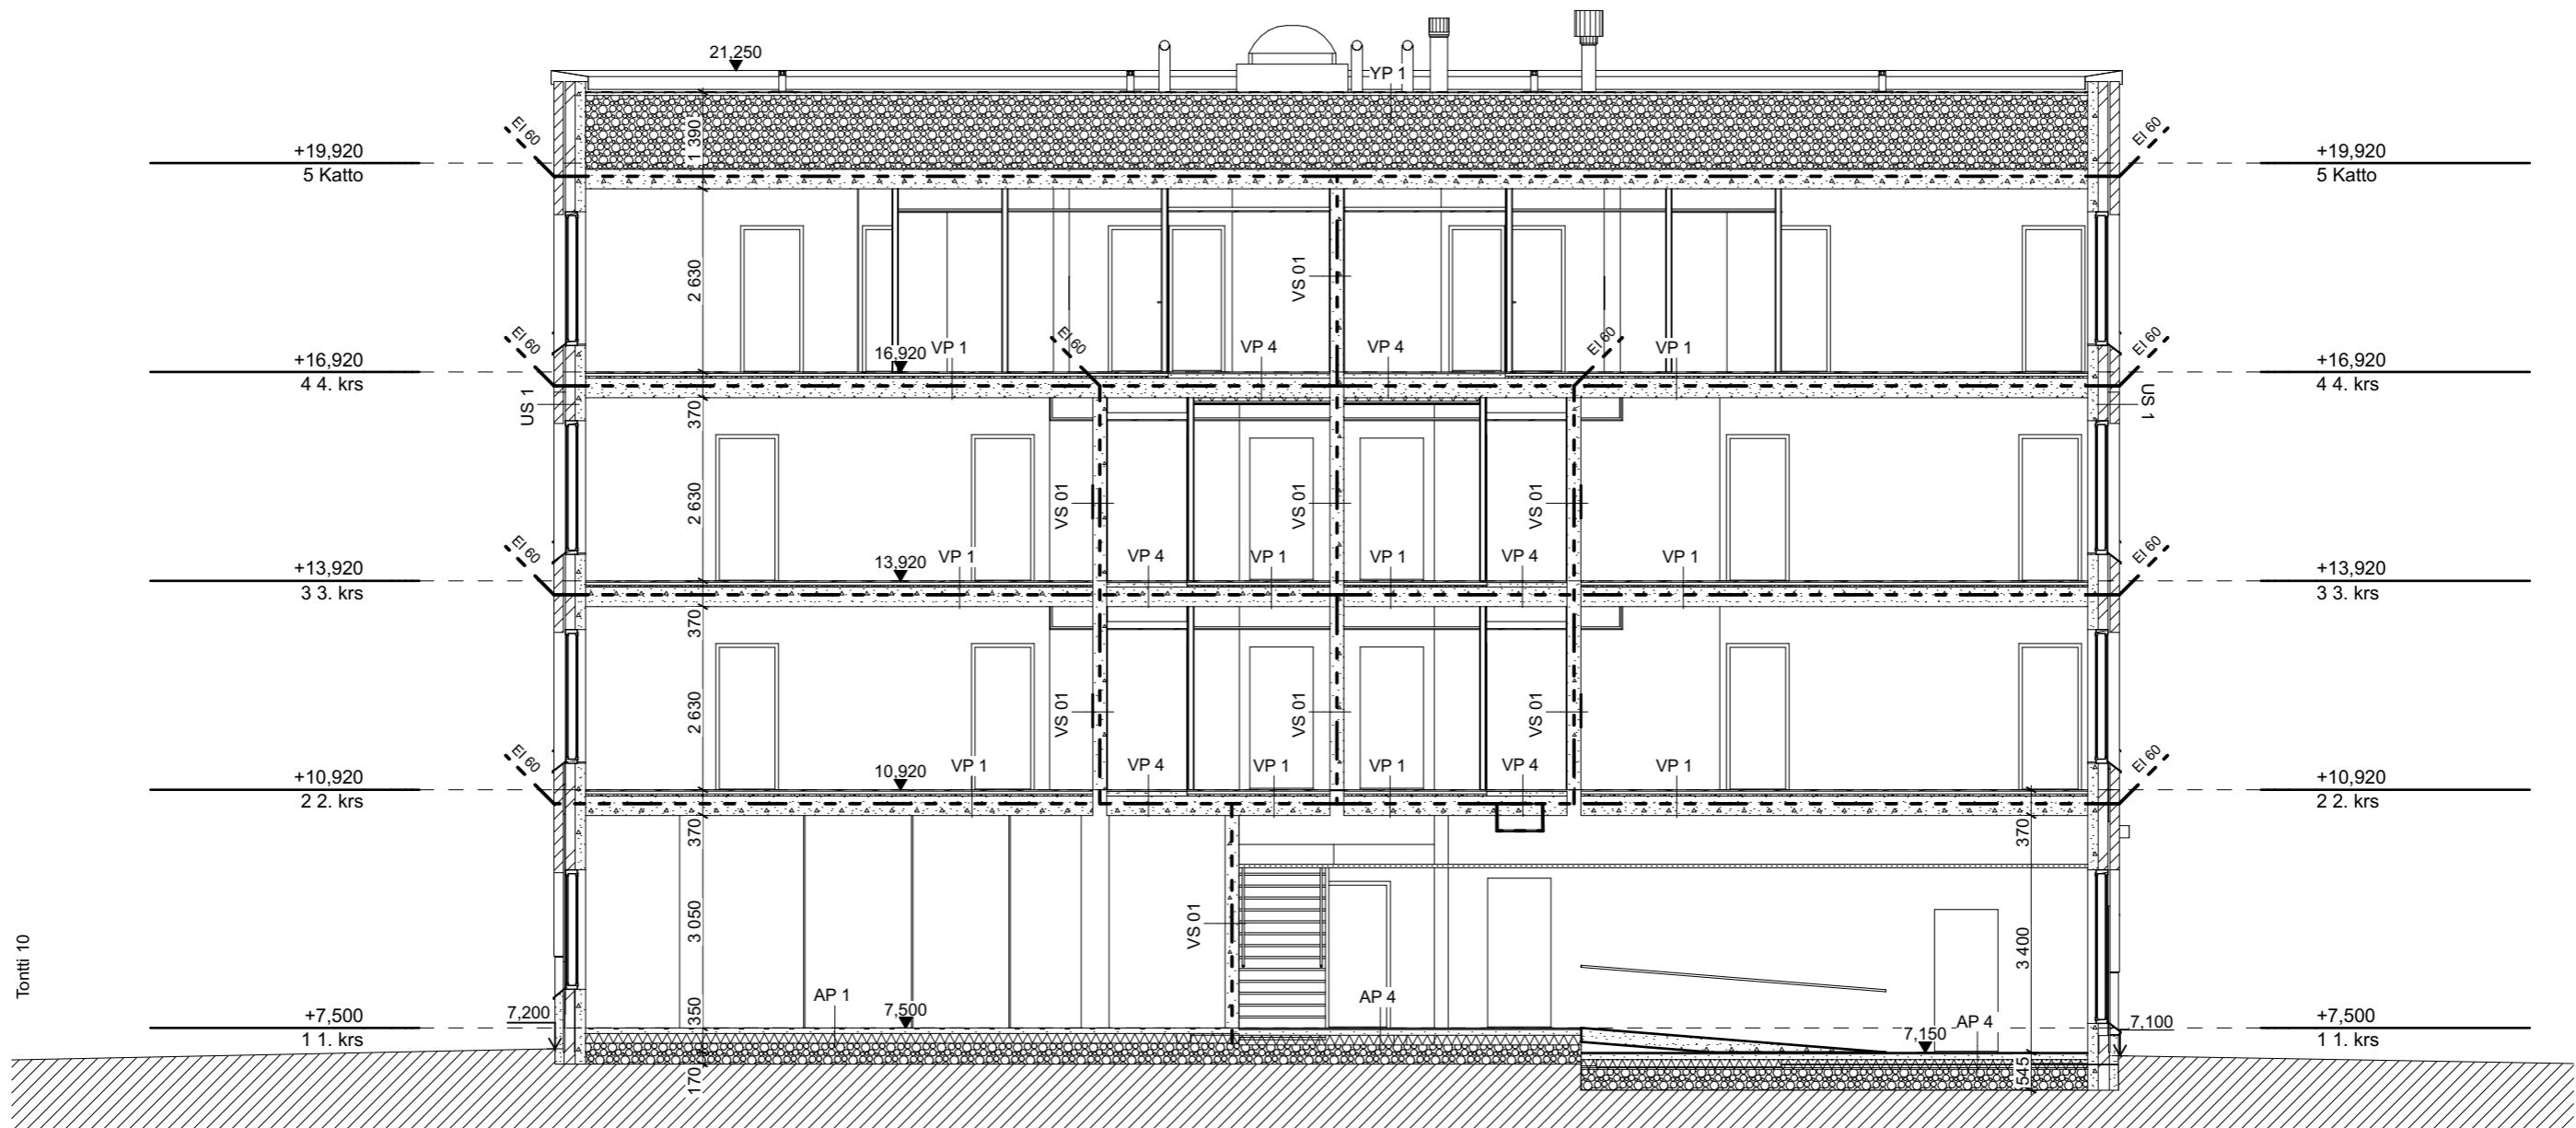 21,250
YP 1
EI 60
EI 60
1 390
+19,920
5 Katto
+19,920
5 Katto
2 630
VS 01
EI 60
EI 60
EI 60
EI 60
+16,920
4 4. krs
16,920
VP 1
VP 4
VP 4
VP 1
+16,920
4 4. krs
US 1
US 1
370
2 630
VS 01
VS 01
VS 01
EI 60
EI 60
+13,920
3 3. krs
13,920
VP 1
VP 4
VP 1
VP 1
VP 4
VP 1
+13,920
3 3. krs
370
2 630
VS 01
VS 01
VS 01
EI 60
EI 60
+10,920
2 2. krs
10,920
VP 1
VP 4
VP 1
VP 1
VP 4
VP 1
+10,920
2 2. krs
370
370
3 050
VS 01
3 400
Tontti 10
AP 1
AP 4
+7,500
1 1. krs
7,200
350
7,500
7,150
AP 4
7,100
+7,500
1 1. krs
170
545